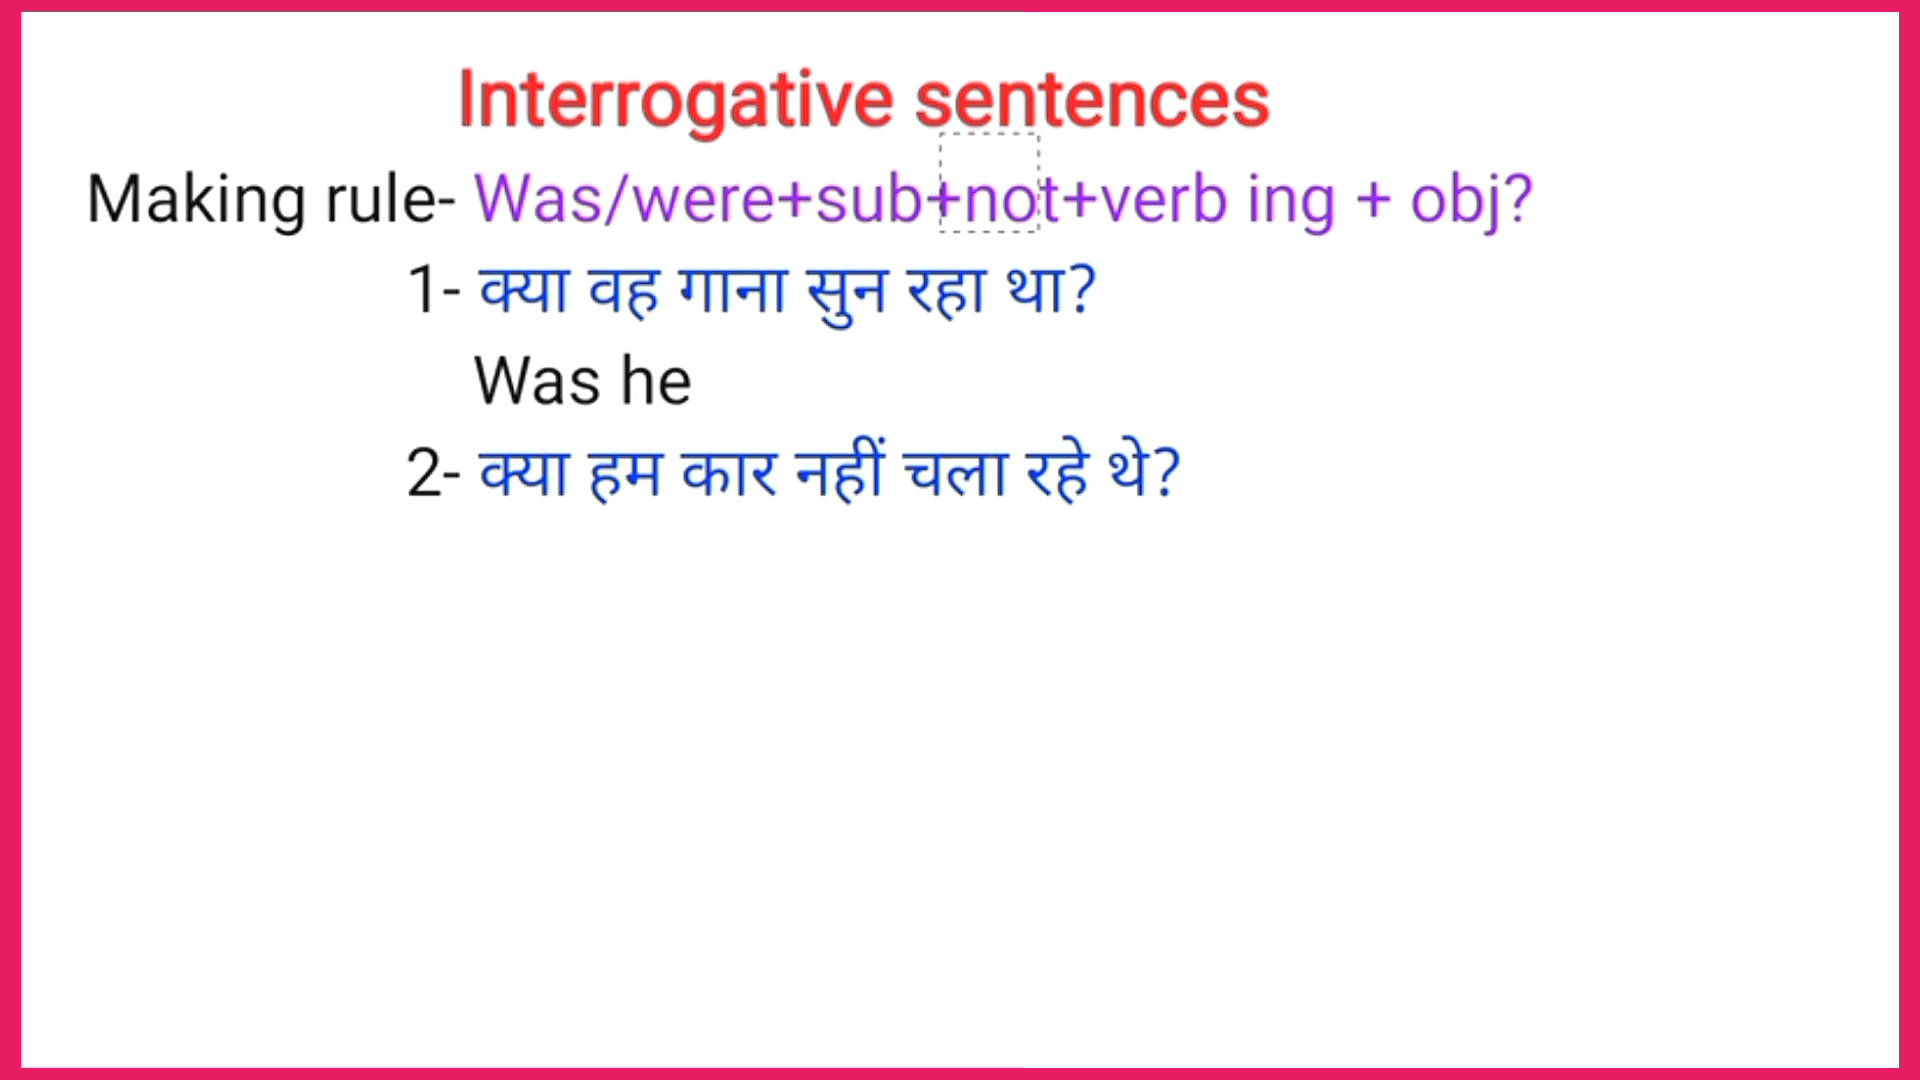 Interrogative sentences
Making rule- Was/were+sub+not+verb ing + obj?
1- क्या वह गाना सुन रहा था?
Was he
2- क्या हम कार नहीं चला रहे थे?